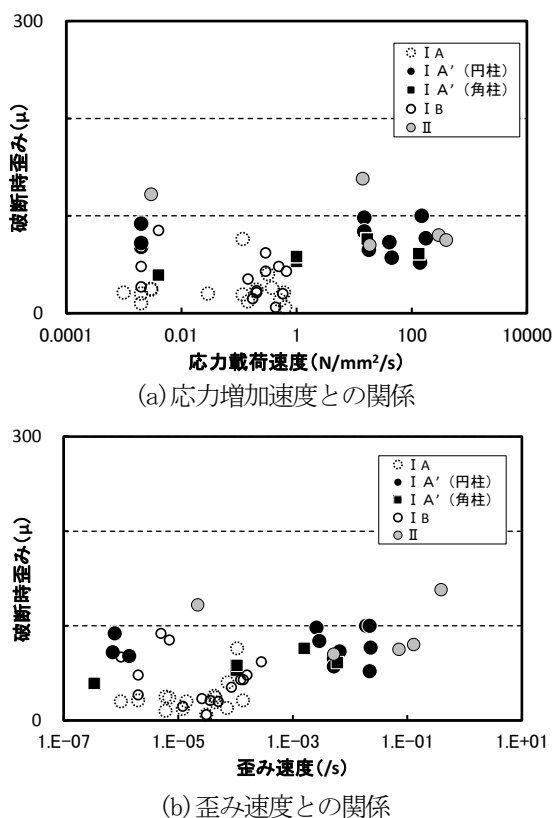 300
ⅠA
ⅠA′（円柱）
ⅠA′（角柱）
ⅠB
Ⅱ
破断時歪み(μ)
0
0.0001
0.01
1
100
10000
応力載荷速度(N/mm²/s)
(a)応力増加速度との関係
300
ⅠA
ⅠA′（円柱）
ⅠA′（角柱）
ⅠB
Ⅱ
破断時歪み(μ)
0
1.E−07
1.E−05
1.E−03
1.E−01
1.E+01
歪み速度(/s)
(b)歪み速度との関係